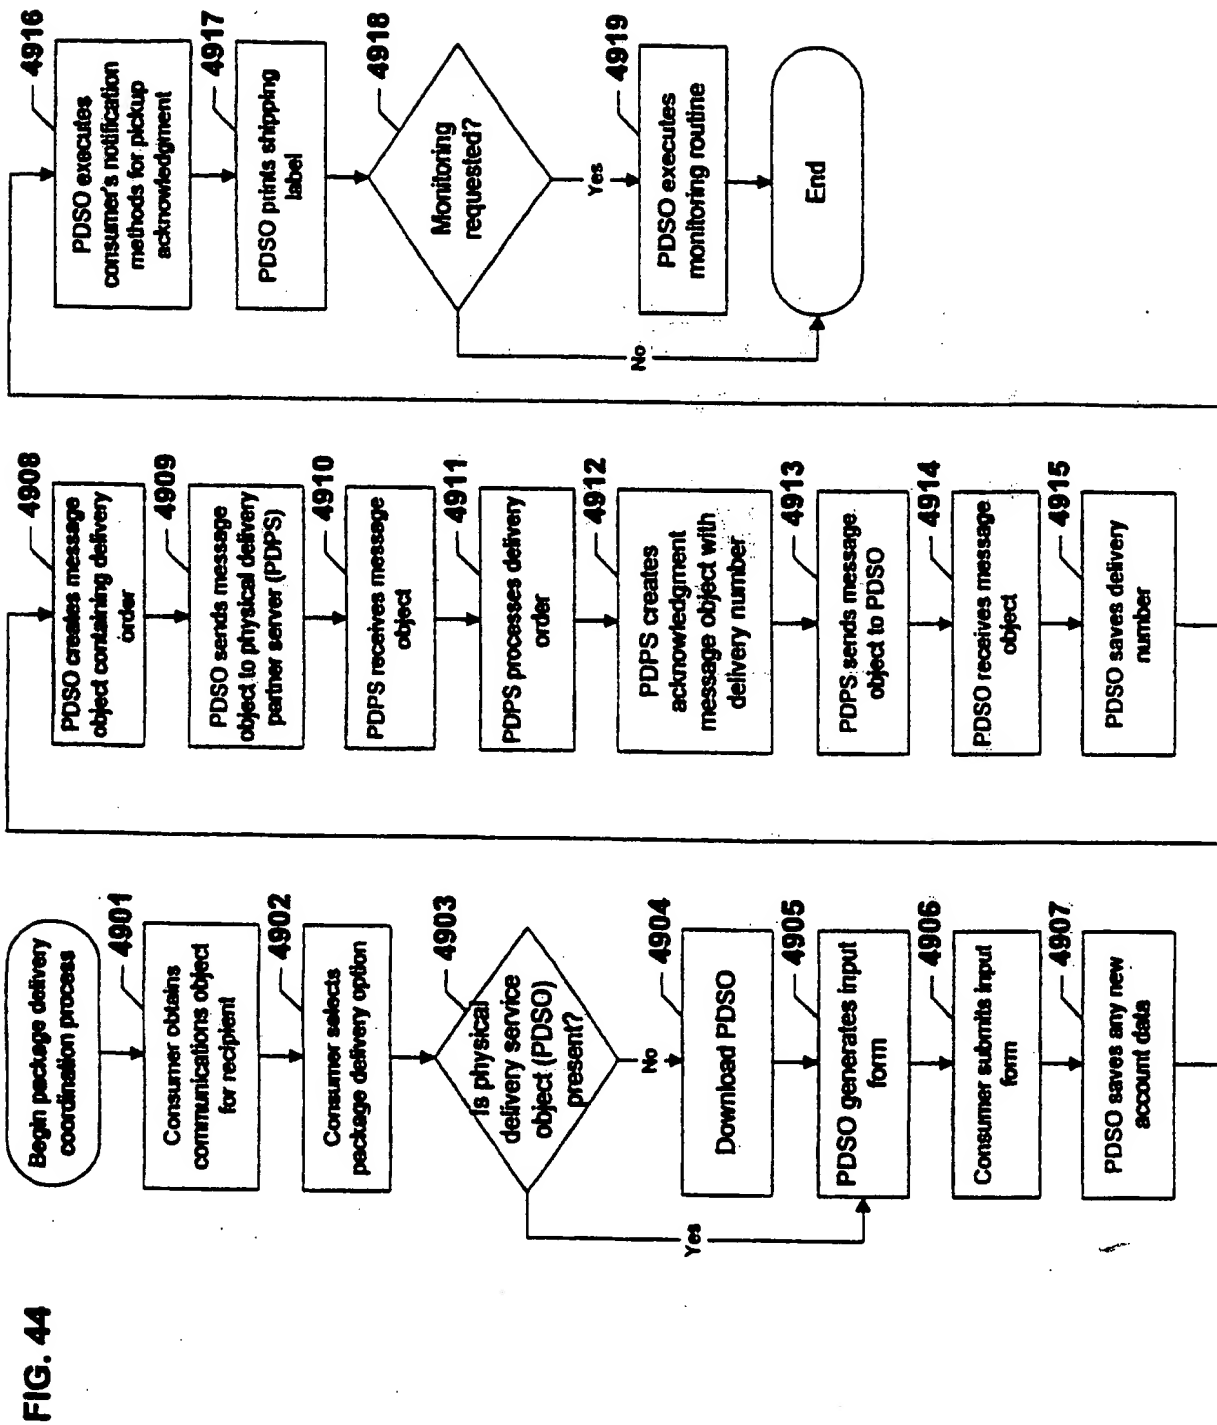 FIG. 44
Begin package delivery
coordination process
4901
Consumer obtains
communications object
for recipient
4902
Consumer selects
package delivery option
4903
Is physical
delivery service
object (PDSO)
present?
No
Yes
4904
Download PDSO
4905
PDSO generates input
form
4906
Consumer submits input
form
4907
PDSO saves any new
account data
4908
PDSO creates message
object containing delivery
order
4909
PDSO sends message
object to physical delivery
partner server (PDPS)
4910
PDPS receives message
object
4911
PDPS processes delivery
order
4912
PDPS creates
acknowledgment
message object with
delivery number
4913
PDPS sends message
object to PDSO
4914
PDSO receives message
object
4915
PDSO saves delivery
number
4916
PDSO executes
consumer's notification
methods for pickup
acknowledgment
4917
PDSO prints shipping
label
4918
Monitoring
requested?
Yes
No
4919
PDSO executes
monitoring routine
End